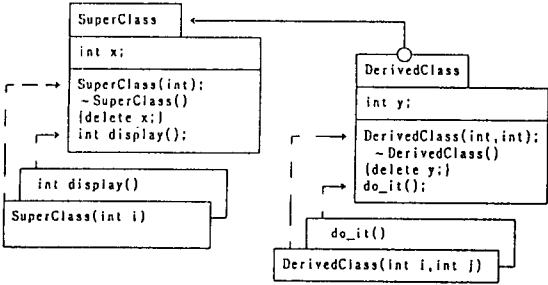 SuperClass
int x;
SuperClass(int);
~SuperClass()
{delete x;}
int display();
int display()
SuperClass(int i)
DerivedClass
int y;
DerivedClass(int,int);
~DerivedClass()
{delete y;}
do_it();
do_it()
DerivedClass(int i,int j)